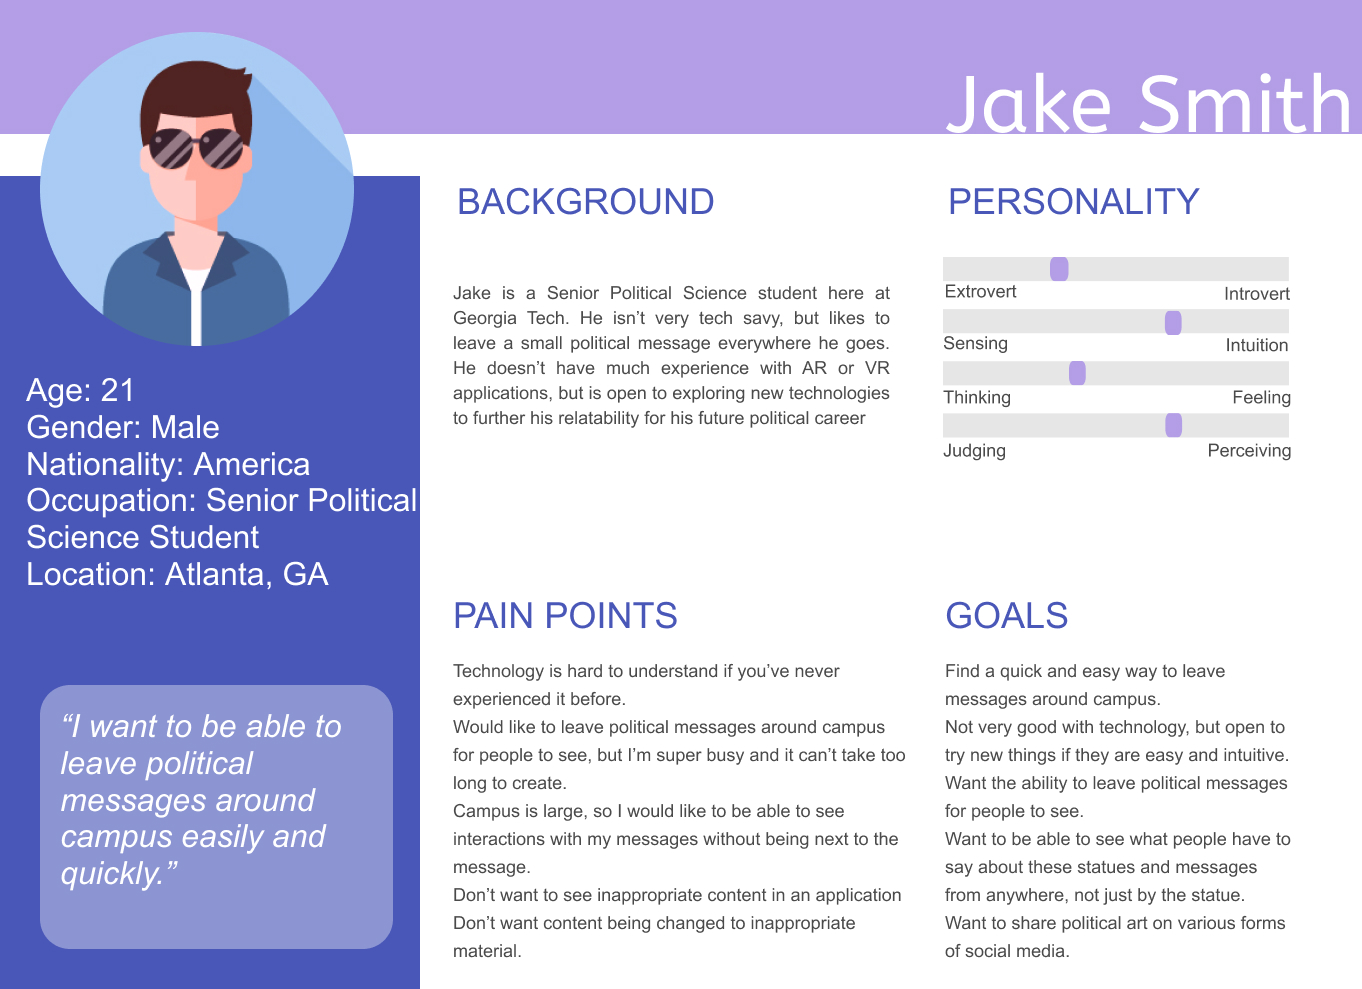 Jake Smith
Age: 21
Gender: Male
Nationality: America
Occupation: Senior Political
Science Student
Location: Atlanta, GA
“I want to be able to
leave political
messages around
campus easily and
quickly.”
BACKGROUND
Jake is a Senior Political Science student here at
Georgia Tech. He isn’t very tech savy, but likes to
leave a small political message everywhere he goes.
He doesn’t have much experience with AR or VR
applications, but is open to exploring new technologies
to further his relatability for his future political career
PERSONALITY
Extrovert Introvert
Sensing Intuition
Thinking Feeling
Judging Perceiving
PAIN POINTS
Technology is hard to understand if you’ve never
experienced it before.
Would like to leave political messages around campus
for people to see, but I’m super busy and it can’t take too
long to create.
Campus is large, so I would like to be able to see
interactions with my messages without being next to the
message.
Don’t want to see inappropriate content in an application
Don’t want content being changed to inappropriate
material.
GOALS
Find a quick and easy way to leave
messages around campus.
Not very good with technology, but open to
try new things if they are easy and intuitive.
Want the ability to leave political messages
for people to see.
Want to be able to see what people have to
say about these statues and messages
from anywhere, not just by the statue.
Want to share political art on various forms
of social media.